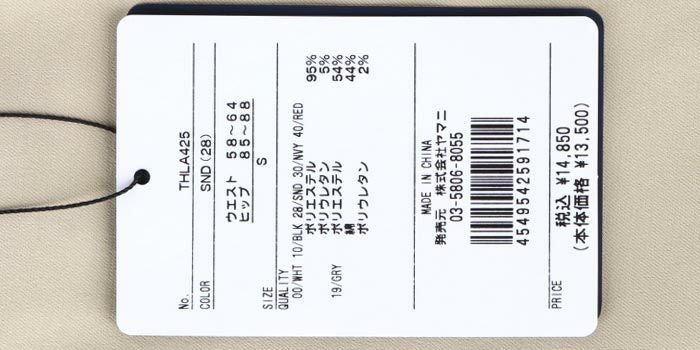 No. THLA425
COLOR SND (28)
ウエスト 58~64
ヒップ 85~88
SIZE S
QUALITY
00/WHT 10/BLK 28/SND 30/NVY 40/RED
ポリエステル 95%
ポリウレタン 5%
19/GRY ポリエステル 54%
綿 44%
ポリウレタン 2%
MADE IN CHINA
発売元 株式会社ヤマニ
03-5806-8055
4549542591714
税込 ¥14,850
PRICE (本体価格 ¥13,500)